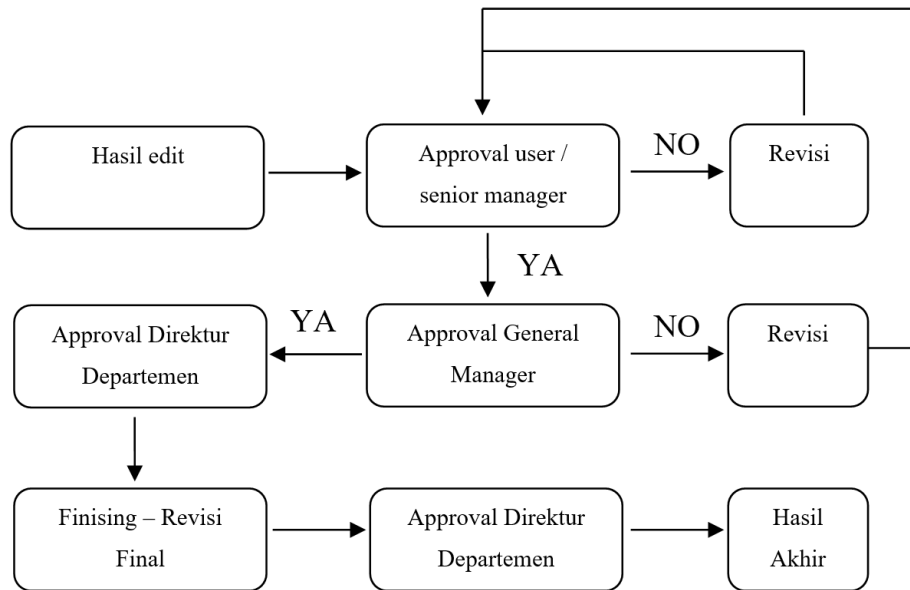 Hasil edit
Approval user /
senior manager
NO
Revisi
YA
Approval Direktur
Departemen
YA
Approval General
Manager
NO
Revisi
Finising – Revisi
Final
Approval Direktur
Departemen
Hasil
Akhir